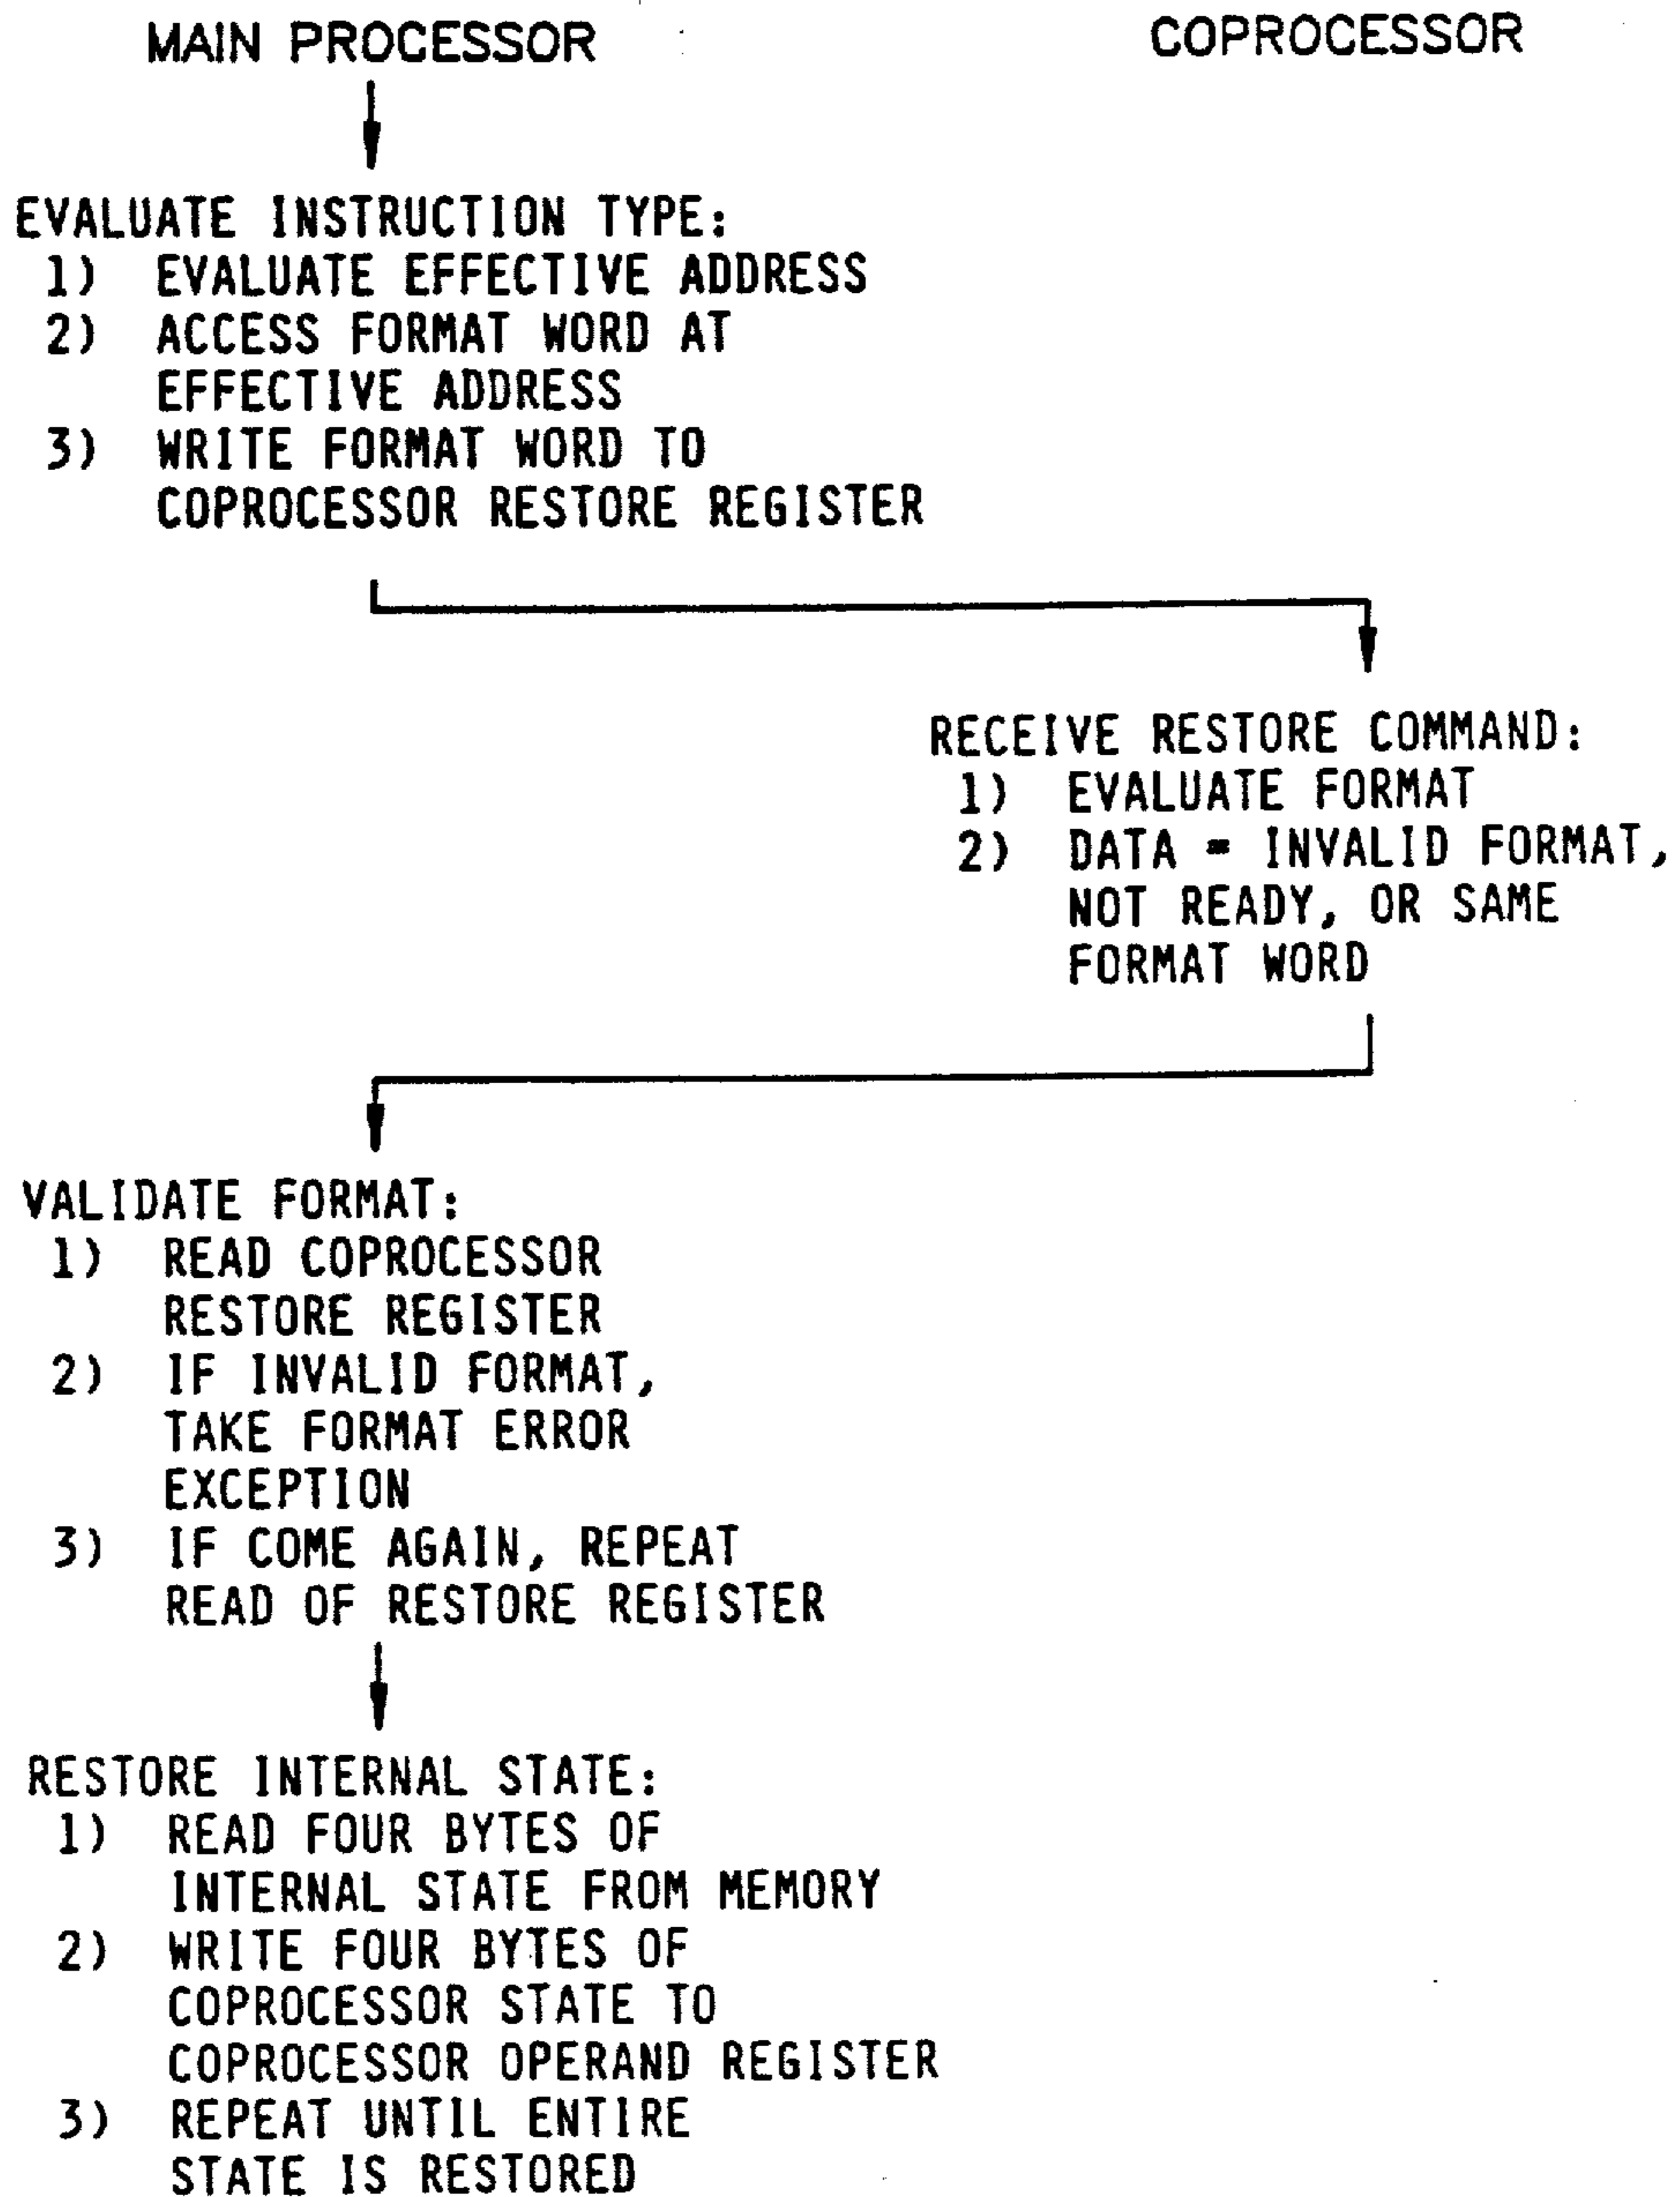 MAIN PROCESSOR
COPROCESSOR
EVALUATE INSTRUCTION TYPE:
1) EVALUATE EFFECTIVE ADDRESS
2) ACCESS FORMAT WORD AT
EFFECTIVE ADDRESS
3) WRITE FORMAT WORD TO
COPROCESSOR RESTORE REGISTER
RECEIVE RESTORE COMMAND:
1) EVALUATE FORMAT
2) DATA = INVALID FORMAT,
NOT READY, OR SAME
FORMAT WORD
VALIDATE FORMAT:
1) READ COPROCESSOR
RESTORE REGISTER
2) IF INVALID FORMAT,
TAKE FORMAT ERROR
EXCEPTION
3) IF COME AGAIN, REPEAT
READ OF RESTORE REGISTER
RESTORE INTERNAL STATE:
1) READ FOUR BYTES OF
INTERNAL STATE FROM MEMORY
2) WRITE FOUR BYTES OF
COPROCESSOR STATE TO
COPROCESSOR OPERAND REGISTER
3) REPEAT UNTIL ENTIRE
STATE IS RESTORED